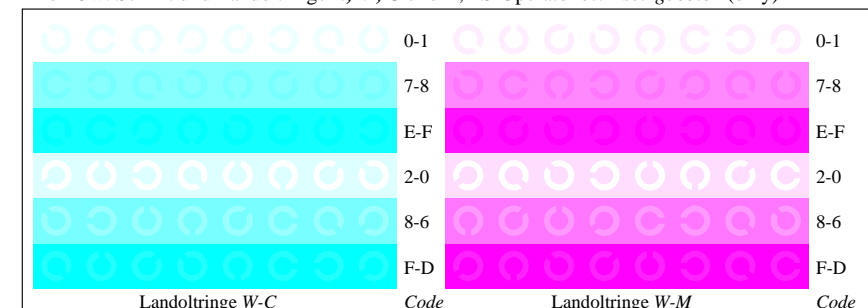 0-1 0-1
7-8 7-8
E-F E-F
2-0 2-0
8-6 8-6
F-D F-D
Landoltringe W-C Code Landoltringe W-M Code